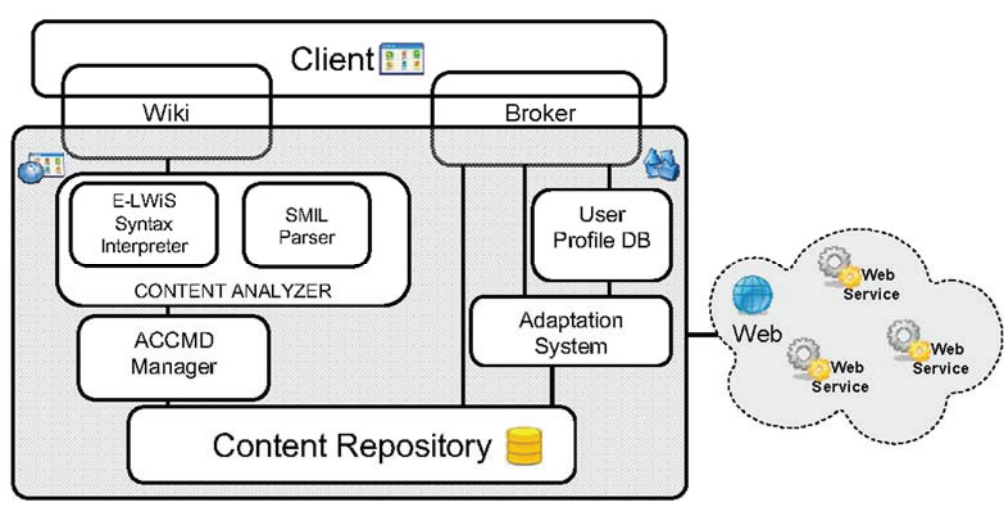 Client
Wiki
Broker
E-LWiS
Syntax
Interpreter
SMIL
Parser
CONTENT ANALYZER
User
Profile DB
ACCMD
Manager
Adaptation
System
Content Repository
Web
Web
Service
Web
Service
Web
Service